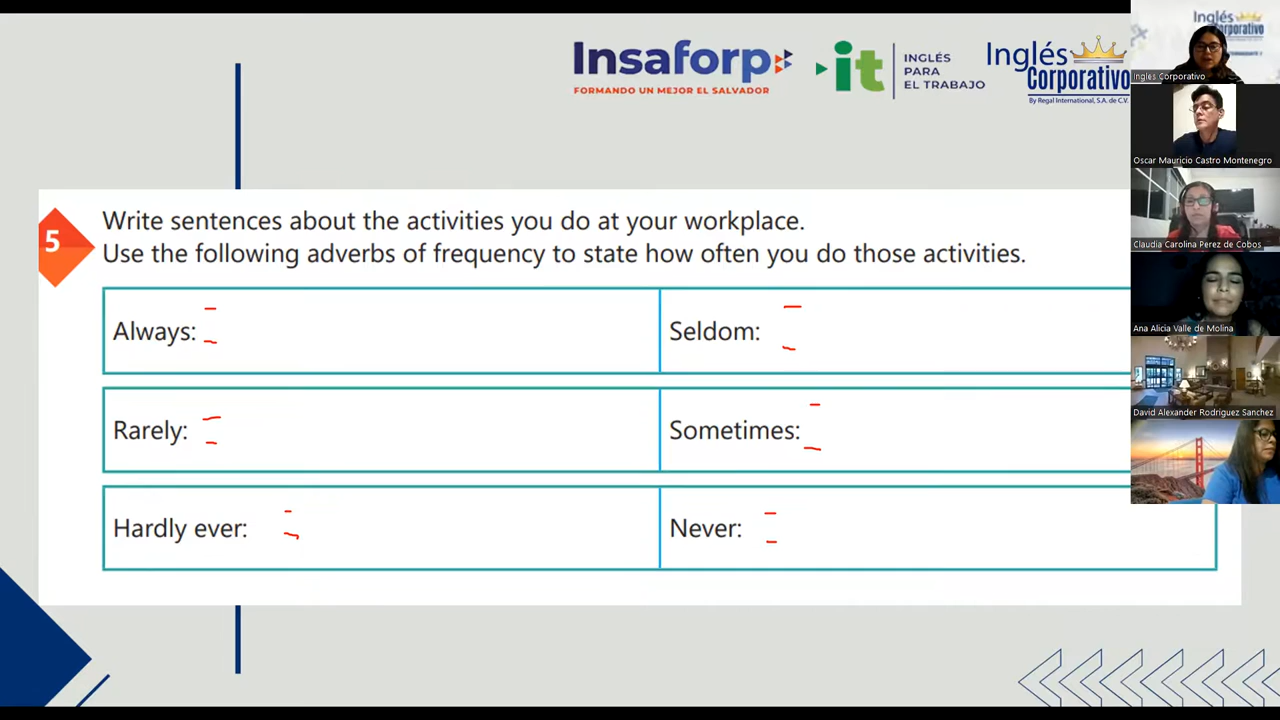 Insaforp
FORMANDO UN MEJOR EL SALVADOR
it
INGLÉS
PARA
EL TRABAJO
Inglés
Corporativo
By Regal International, S.A. de C.V.
Inglés
Corporativo
Inglés Corporativo
Oscar Mauricio Castro Montenegro
Claudia Carolina Perez de Cobos
Ana Alicia Valle de Molina
David Alexander Rodriguez Sanchez
5
Write sentences about the activities you do at your workplace.
Use the following adverbs of frequency to state how often you do those activities.
Always:
Seldom:
Rarely:
Sometimes:
Hardly ever:
Never: